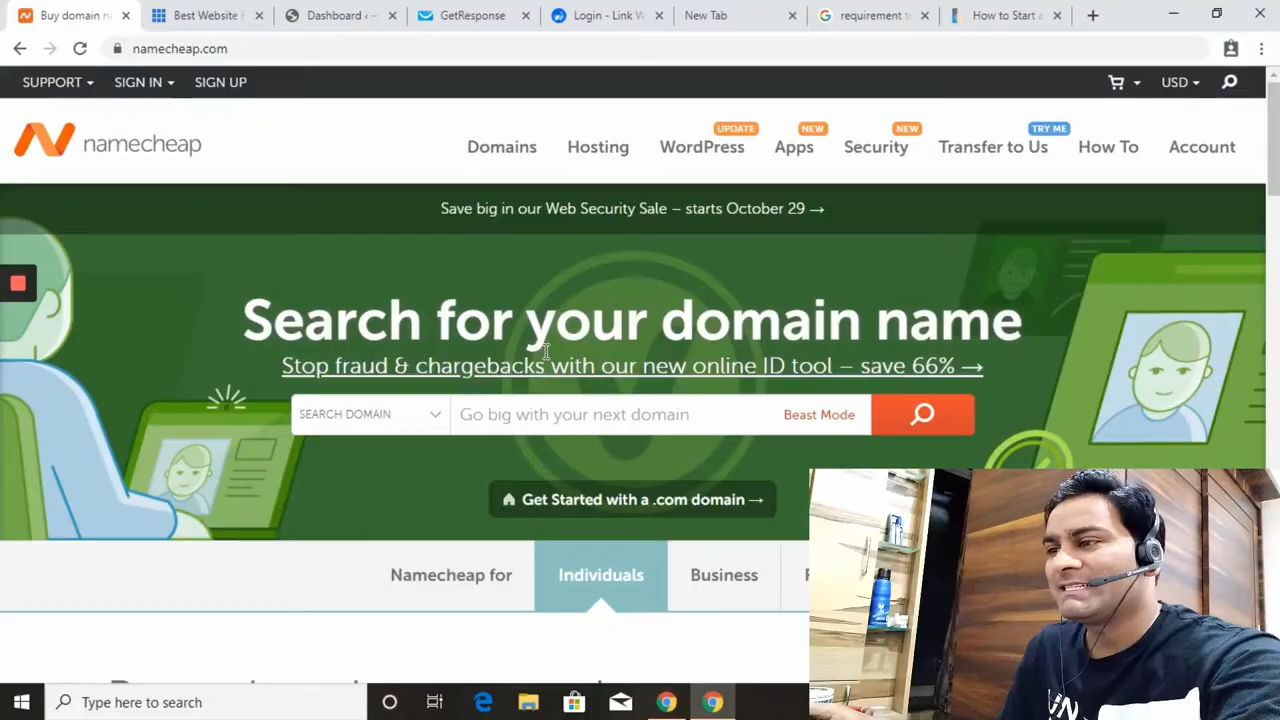 Buy domain n
Best Website H
Dashboard ‹
GetResponse
Login - Link W
New Tab
requirement t
How to Start a
namecheap.com
SUPPORT
SIGN IN
SIGN UP
USD
namecheap
UPDATE
NEW
NEW
TRY ME
Domains
Hosting
WordPress
Apps
Security
Transfer to Us
How To
Account
Save big in our Web Security Sale – starts October 29 →
Search for your domain name
Stop fraud & chargebacks with our new online ID tool – save 66% →
SEARCH DOMAIN
Go big with your next domain
Beast Mode
Get Started with a .com domain →
Namecheap for
Individuals
Business
Type here to search